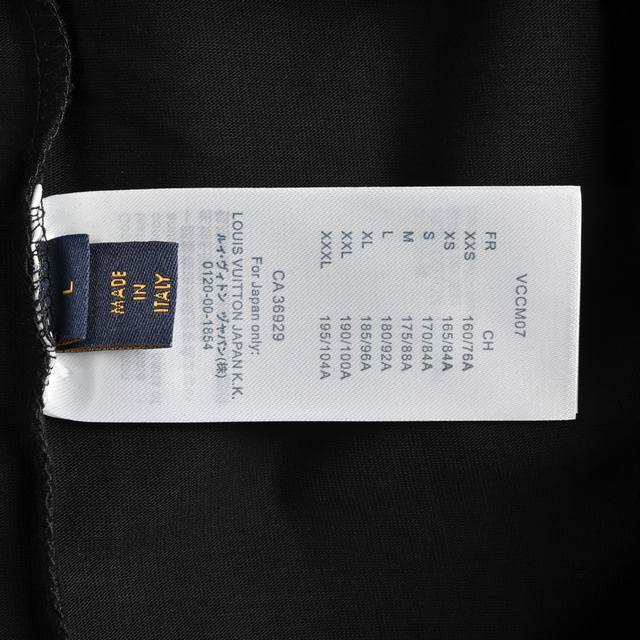 VCCM07
FR CH
XXS 160/76A
XS 165/84A
S 170/84A
M 175/88A
L 180/92A
XL 185/96A
XXL 190/100A
XXXL 195/104A
CA 36929
For Japan only:
LOUIS VUITTON JAPAN K.K.
ルイ・ヴィトン ジャパン(株)
0120-00-1854
MADE
IN
ITALY
L